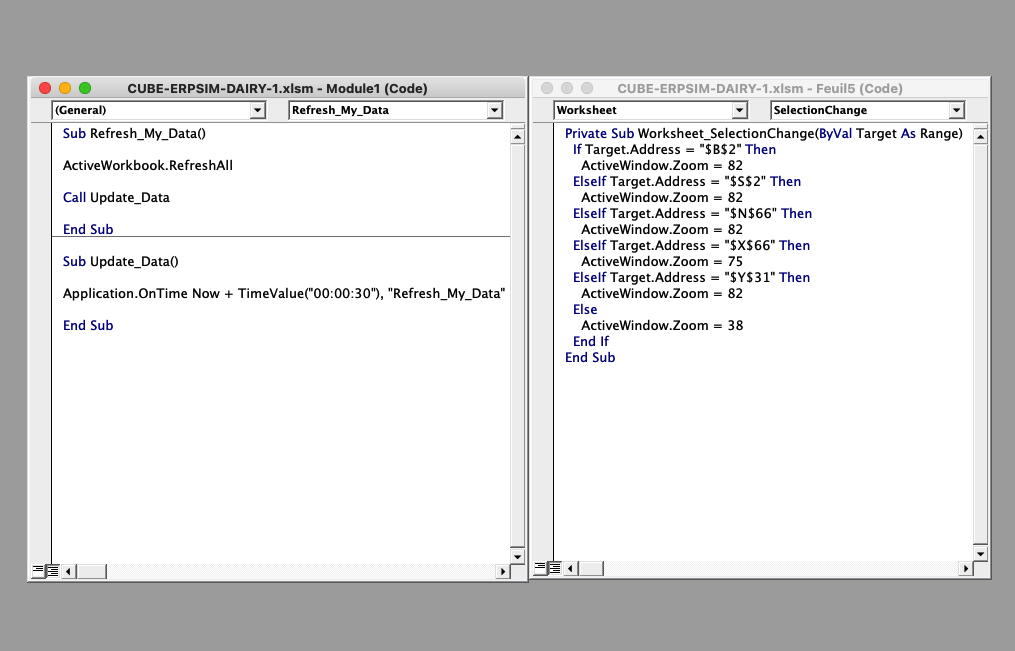 CUBE-ERPSIM-DAIRY-1.xlsm - Module1 (Code)
(General)
Refresh_My_Data
Sub Refresh_My_Data()
ActiveWorkbook.RefreshAll
Call Update_Data
End Sub
Sub Update_Data()
Application.OnTime Now + TimeValue("00:00:30"), "Refresh_My_Data"
End Sub
CUBE-ERPSIM-DAIRY-1.xlsm - Feuil5 (Code)
Worksheet
SelectionChange
Private Sub Worksheet_SelectionChange(ByVal Target As Range)
If Target.Address = "$B$2" Then
ActiveWindow.Zoom = 82
ElseIf Target.Address = "$S$2" Then
ActiveWindow.Zoom = 82
ElseIf Target.Address = "$N$66" Then
ActiveWindow.Zoom = 82
ElseIf Target.Address = "$X$66" Then
ActiveWindow.Zoom = 75
ElseIf Target.Address = "$Y$31" Then
ActiveWindow.Zoom = 82
Else
ActiveWindow.Zoom = 38
End If
End Sub